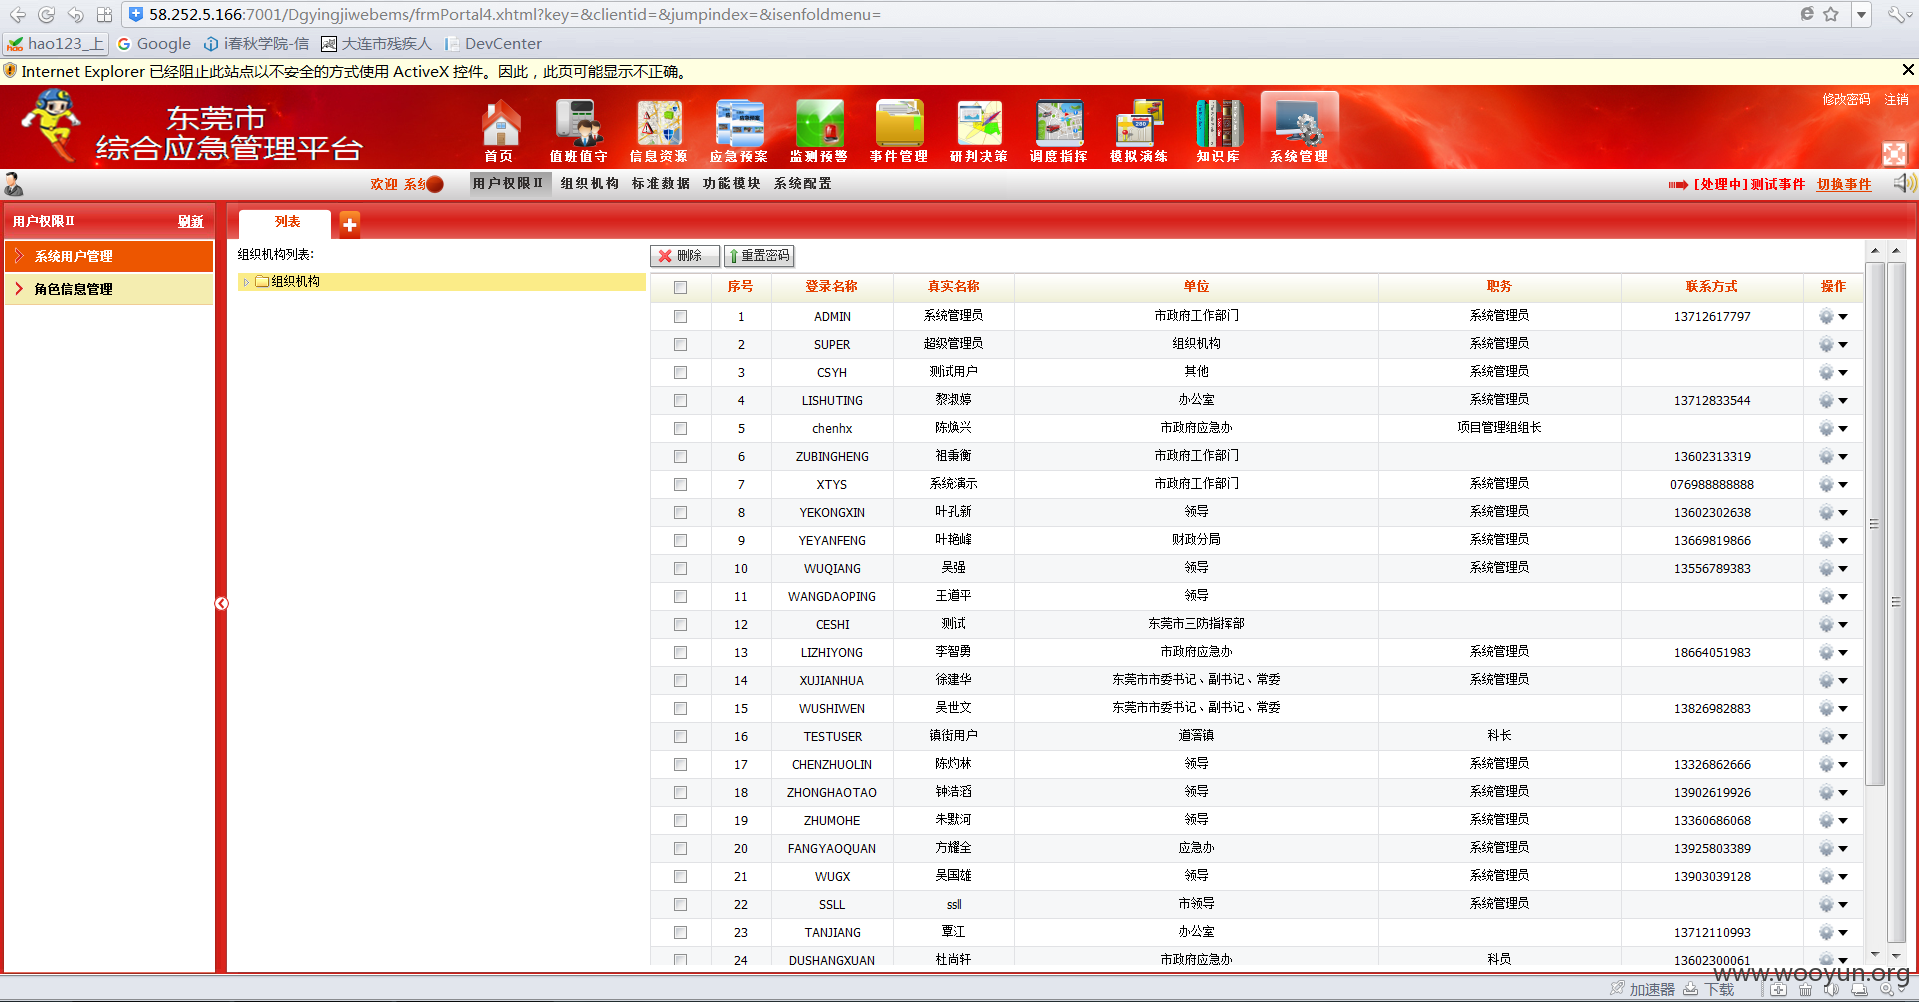 58.252.5.166:7001/Dgyingjiwebems/frmPortal4.xhtml?key=&clientid=&jumpindex=&isenfoldmenu=
hao123_上 Google i春秋学院-信 大连市残疾人 DevCenter
Internet Explorer 已经阻止此站点以不安全的方式使用 ActiveX 控件。因此，此页可能显示不正确。
修改密码 注销
东莞市
综合应急管理平台
首页 值班值守 信息资源 应急预案 监测预警 事件管理 研判决策 调度指挥 模拟演练 知识库 系统管理
欢迎 系统 用户权限II 组织机构 标准数据 功能模块 系统配置 [处理中]测试事件 切换事件
用户权限II 刷新 列表
系统用户管理
角色信息管理
组织机构列表:
组织机构
删除 重置密码
序号 登录名称 真实名称 单位 职务 联系方式 操作
1 ADMIN 系统管理员 市政府工作部门 系统管理员 13712617797
2 SUPER 超级管理员 组织机构 系统管理员
3 CSYH 测试用户 其他 系统管理员
4 LISHUTING 黎淑婷 办公室 系统管理员 13712833544
5 chenhx 陈焕兴 市政府应急办 项目管理组组长
6 ZUBINGHENG 祖秉衡 市政府工作部门 13602313319
7 XTYS 系统演示 市政府工作部门 系统管理员 076988888888
8 YEKONGXIN 叶孔新 领导 系统管理员 13602302638
9 YEYANFENG 叶艳峰 财政分局 系统管理员 13669819866
10 WUQIANG 吴强 领导 系统管理员 13556789383
11 WANGDAOPING 王道平 领导
12 CESHI 测试 东莞市三防指挥部
13 LIZHIYONG 李智勇 市政府应急办 系统管理员 18664051983
14 XUJIANHUA 徐建华 东莞市市委书记、副书记、常委 系统管理员
15 WUSHIWEN 吴世文 东莞市市委书记、副书记、常委 13826982883
16 TESTUSER 镇街用户 道滘镇 科长
17 CHENZHUOLIN 陈灼林 领导 系统管理员 13326862666
18 ZHONGHAOTAO 钟浩滔 领导 系统管理员 13902619926
19 ZHUMOHE 朱默河 领导 系统管理员 13360686068
20 FANGYAOQUAN 方耀全 应急办 系统管理员 13925803389
21 WUGX 吴国雄 领导 系统管理员 13903039128
22 SSLL ssll 市领导 系统管理员
23 TANJIANG 覃江 办公室 13712110993
24 DUSHANGXUAN 杜尚轩 市政府应急办 科员 13602300061
www.wooyun.org
加速器 下载